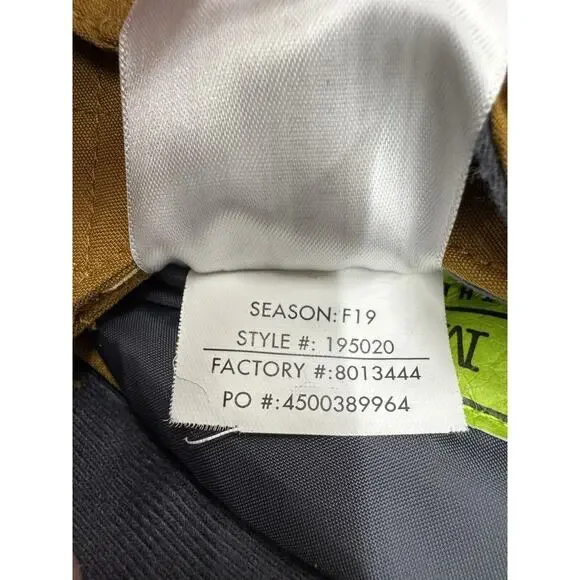 SEASON: F19
STYLE #: 195020
FACTORY #:8013444
PO #:4500389964